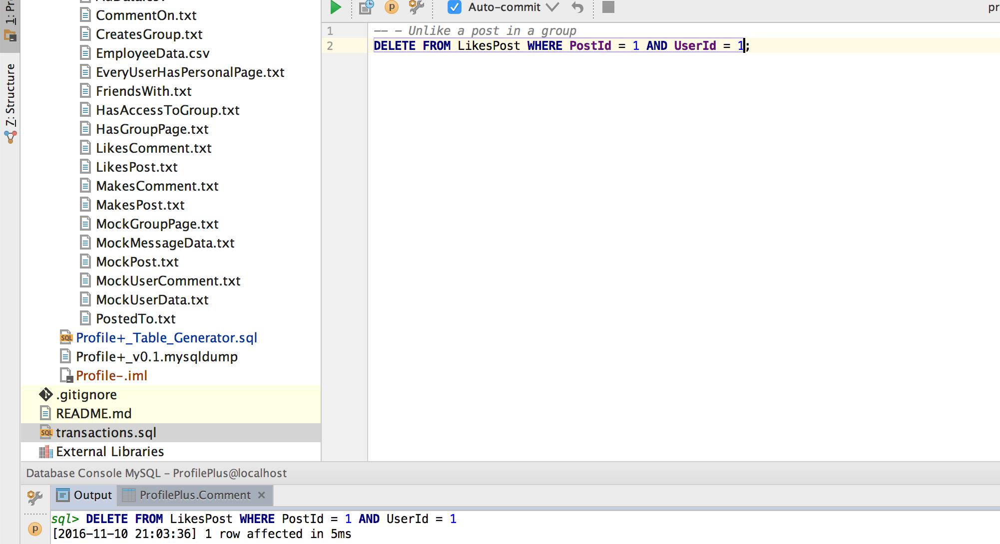 1: Pr
7: Structure
CommentOn.txt
CreatesGroup.txt
EmployeeData.csv
EveryUserHasPersonalPage.txt
FriendsWith.txt
HasAccessToGroup.txt
HasGroupPage.txt
LikesComment.txt
LikesPost.txt
MakesComment.txt
MakesPost.txt
MockGroupPage.txt
MockMessageData.txt
MockPost.txt
MockUserComment.txt
MockUserData.txt
PostedTo.txt
SQL Profile+_Table_Generator.sql
Profile+_v0.1.mysqldump
Profile-.iml
.gitignore
README.md
SQL transactions.sql
External Libraries
p Auto-commit pr
1 -- - Unlike a post in a group
2 DELETE FROM LikesPost WHERE PostId = 1 AND UserId = 1;
Database Console MySQL - ProfilePlus@localhost
Output ProfilePlus.Comment ×
sql> DELETE FROM LikesPost WHERE PostId = 1 AND UserId = 1
p [2016-11-10 21:03:36] 1 row affected in 5ms